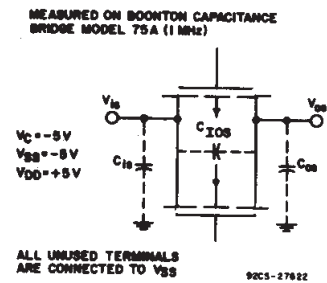 MEASURED ON BOONTON CAPACITANCE
BRIDGE MODEL 75A (1 MHz)
Vis
Vos
VC=-5V
VSS=-5V
VDD=+5V
CIOS
Cis
Cos
ALL UNUSED TERMINALS
ARE CONNECTED TO VSS
92CS-27622